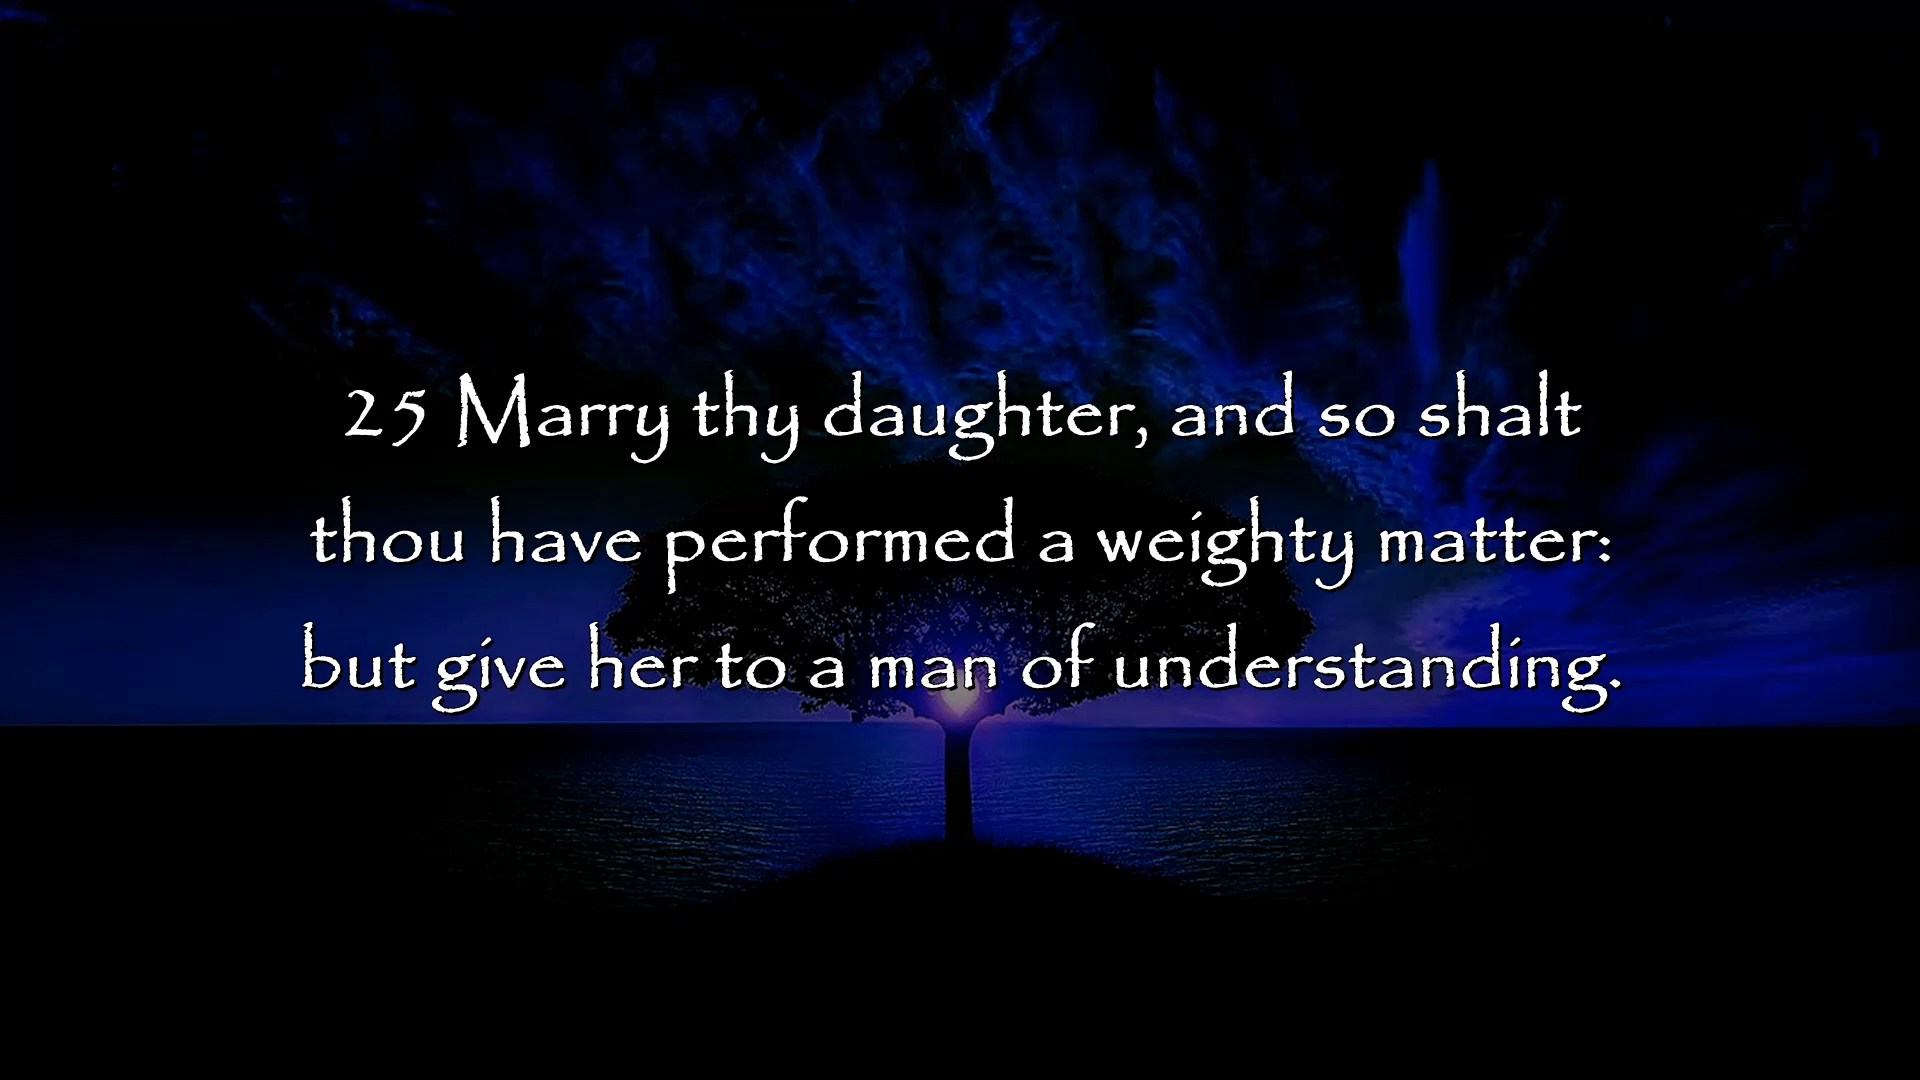 25 Marry thy daughter, and so shalt
thou have performed a weighty matter:
but give her to a man of understanding.